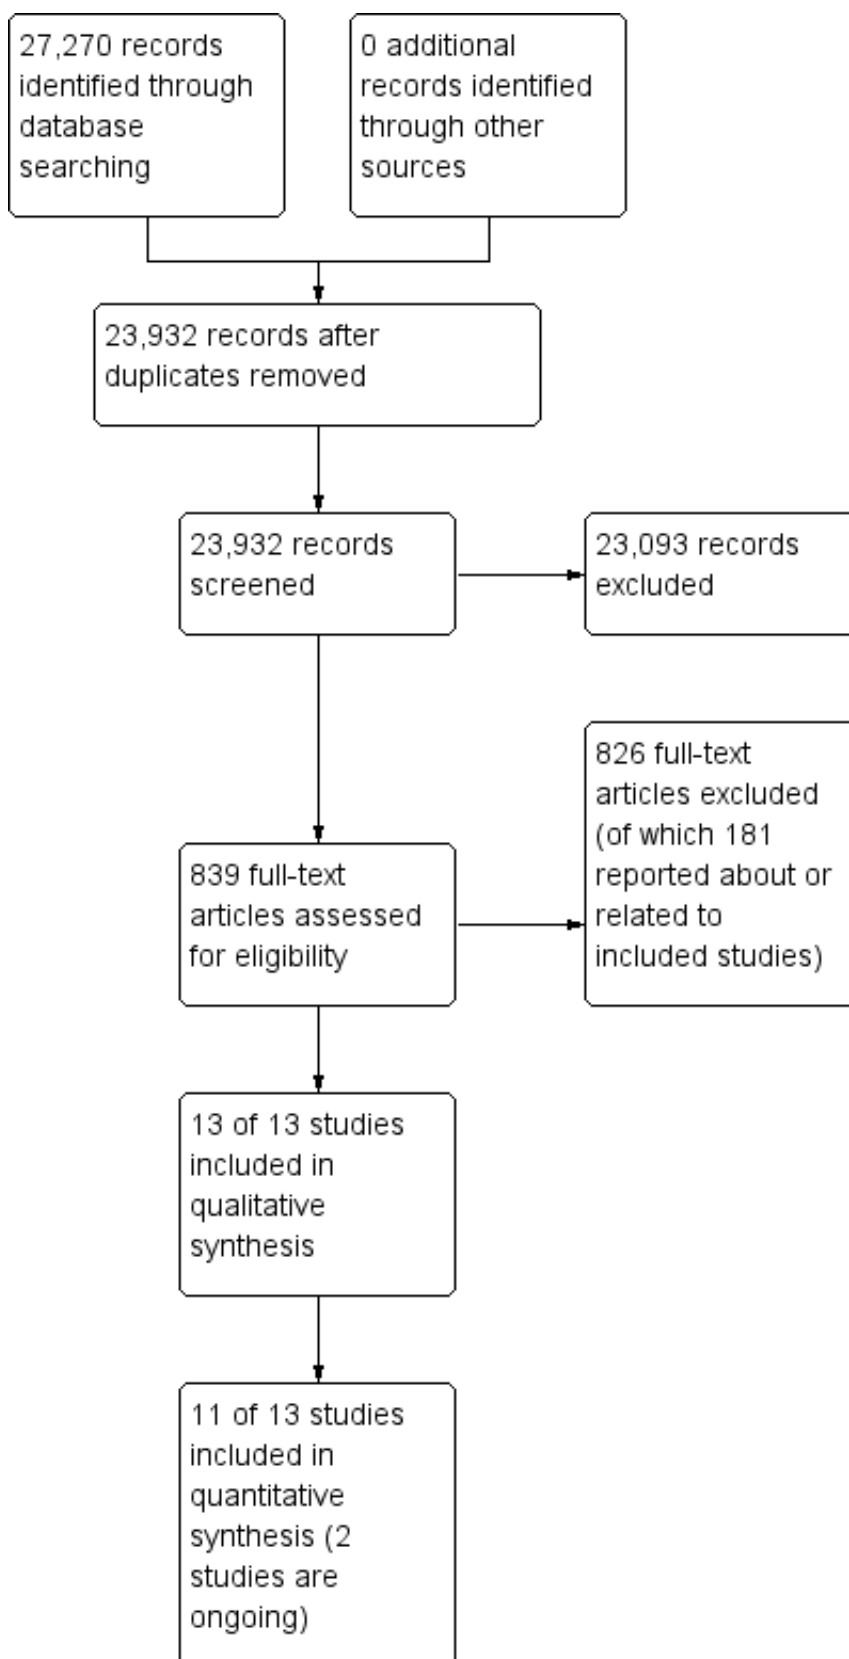 27,270 records
identified through
database
searching
0 additional
records identified
through other
sources
23,932 records after
duplicates removed
23,932 records
screened
23,093 records
excluded
839 full-text
articles assessed
for eligibility
826 full-text
articles excluded
(of which 181
reported about or
related to
included studies)
13 of 13 studies
included in
qualitative
synthesis
11 of 13 studies
included in
quantitative
synthesis (2
studies are
ongoing)